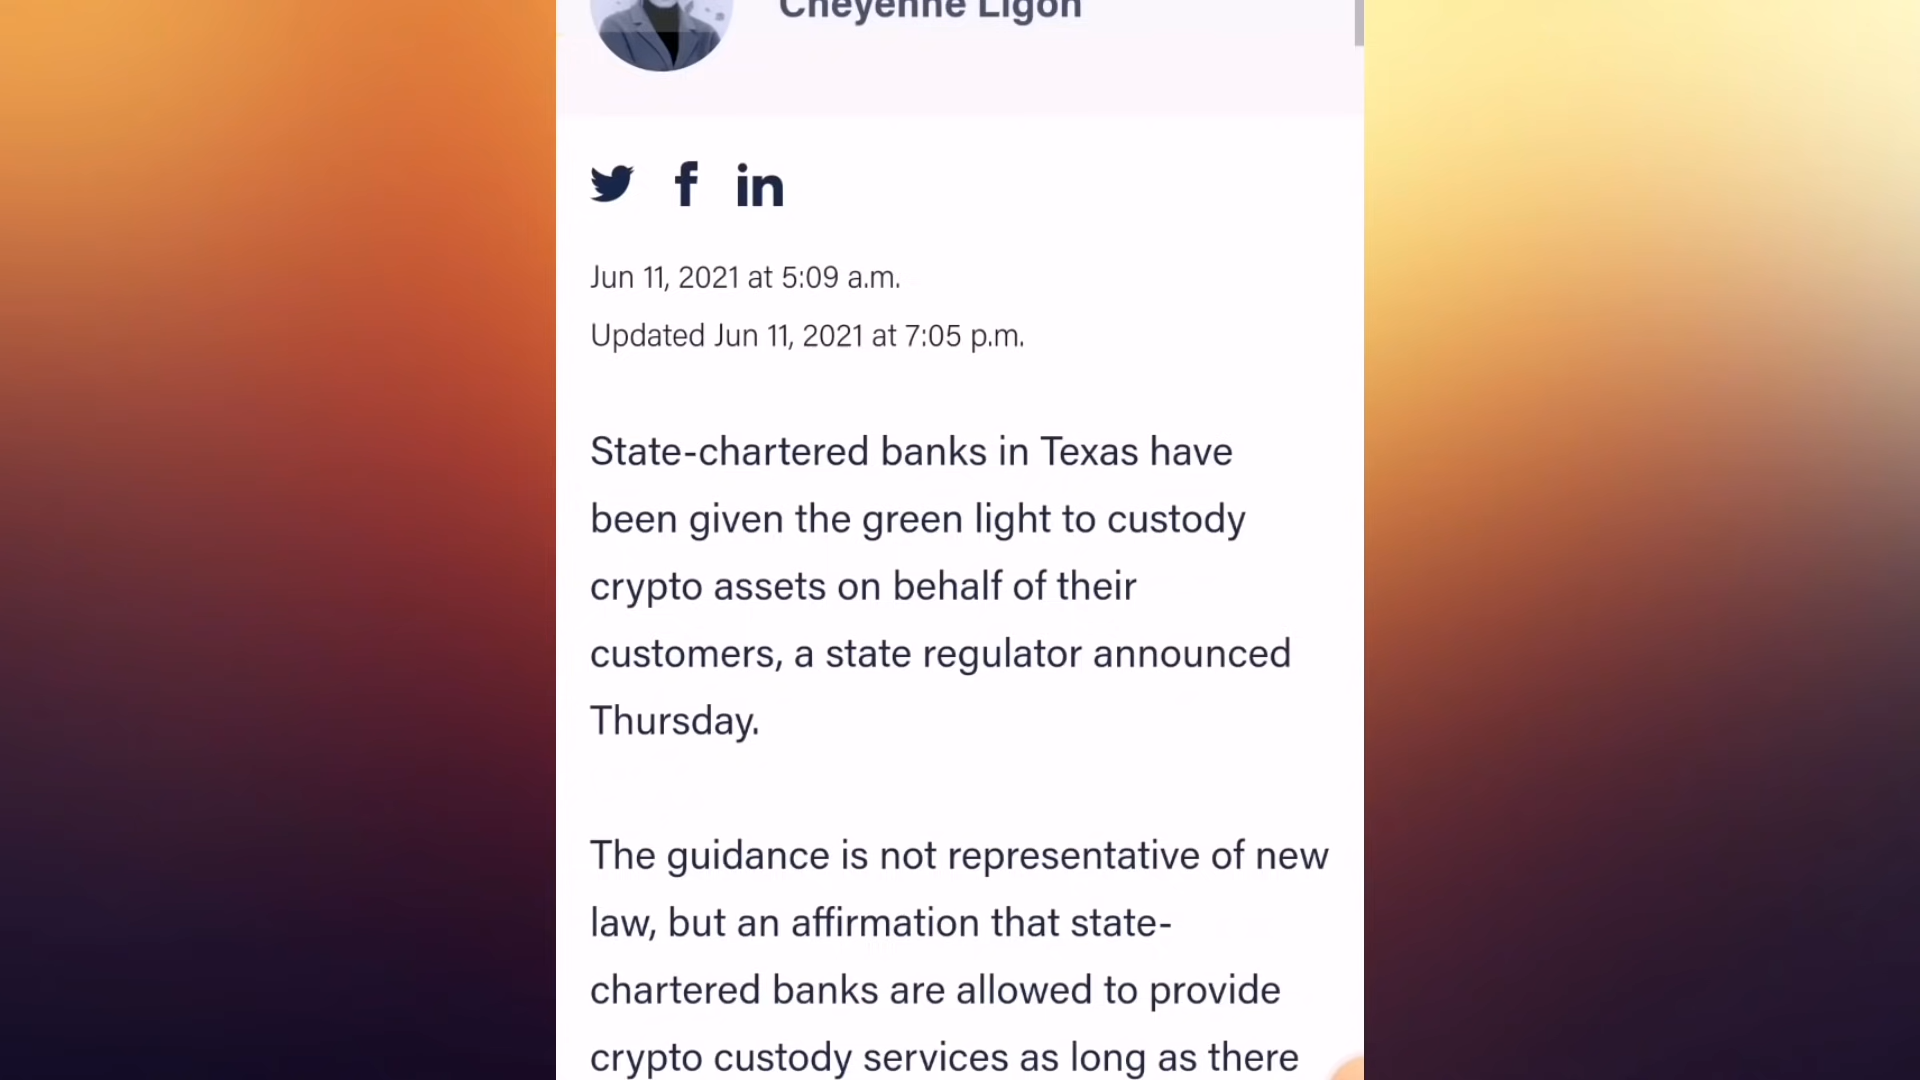 Cheyenne Ligon
Jun 11, 2021 at 5:09 a.m.
Updated Jun 11, 2021 at 7:05 p.m.
State-chartered banks in Texas have
been given the green light to custody
crypto assets on behalf of their
customers, a state regulator announced
Thursday.
The guidance is not representative of new
law, but an affirmation that state-
chartered banks are allowed to provide
crypto custody services as long as there